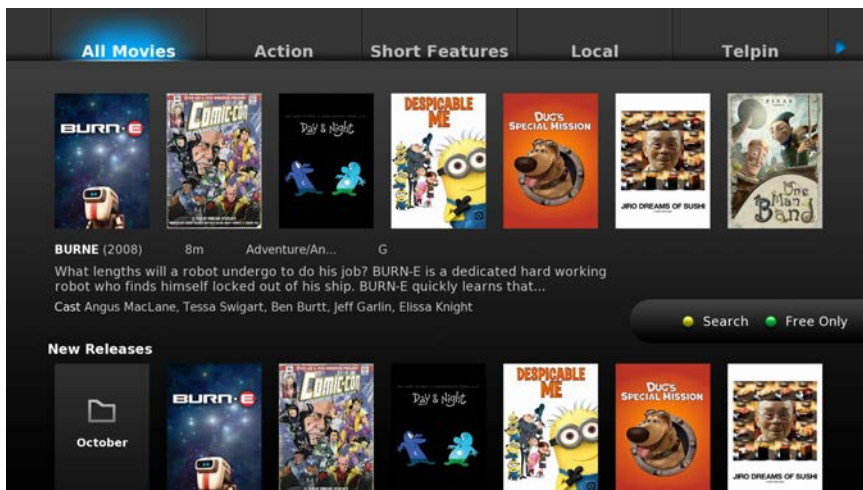 All Movies Action Short Features Local Telpin
BURN·E
COMIC-CON
Day & Night
DESPICABLE
ME
DUG'S
SPECIAL MISSION
JIRO DREAMS OF SUSHI
PIXAR
One
Man
Band
BURNE (2008) 8m Adventure/An... G
What lengths will a robot undergo to do his job? BURN-E is a dedicated hard working
robot who finds himself locked out of his ship. BURN-E quickly learns that...
Cast Angus MacLane, Tessa Swigart, Ben Burtt, Jeff Garlin, Elissa Knight
Search Free Only
New Releases
October
BURN·E
COMIC-CON
Day & Night
DESPICABLE
ME
DUG'S
SPECIAL MISSION
JIRO DREAMS OF SUSHI